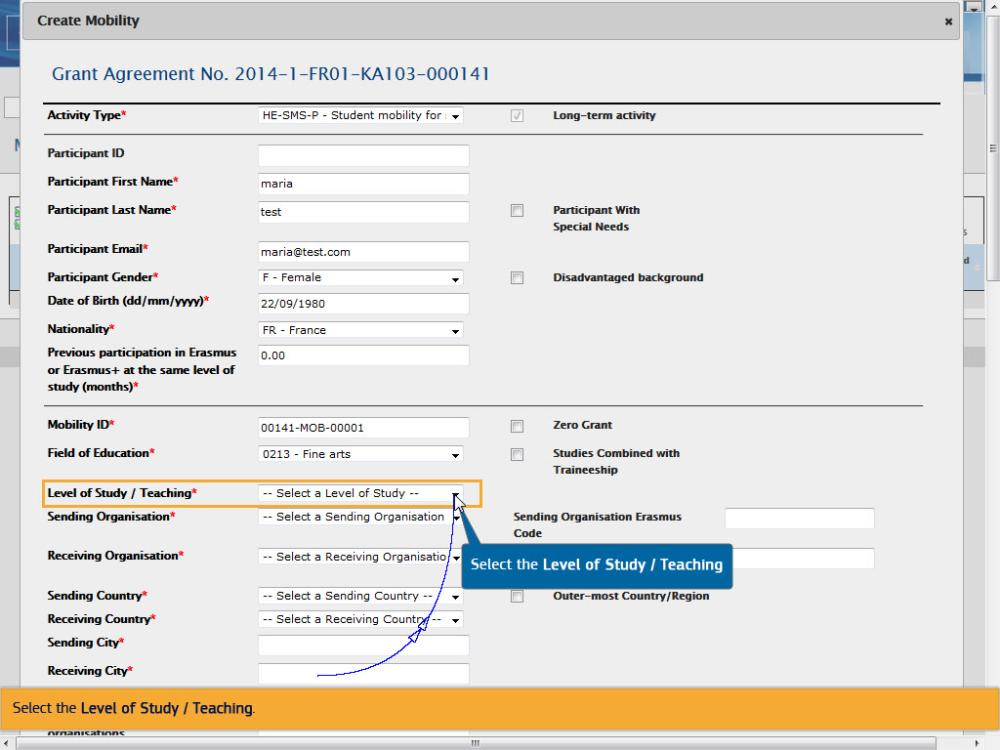 Create Mobility
Grant Agreement No. 2014-1-FR01-KA103-000141
Activity Type* HE-SMS-P - Student mobility for Long-term activity
Participant ID
Participant First Name* maria
Participant Last Name* test Participant With
Special Needs
Participant Email* maria@test.com
Participant Gender* F - Female Disadvantaged background
Date of Birth (dd/mm/yyyy)* 22/09/1980
Nationality* FR - France
Previous participation in Erasmus 0.00
or Erasmus+ at the same level of
study (months)*
Mobility ID* 00141-MOB-00001 Zero Grant
Field of Education* 0213 - Fine arts Studies Combined with
Traineeship
Level of Study / Teaching* -- Select a Level of Study --
Sending Organisation* -- Select a Sending Organisation Sending Organisation Erasmus
Code
Receiving Organisation* -- Select a Receiving Organisatio
Select the Level of Study / Teaching
Sending Country* -- Select a Sending Country -- Outer-most Country/Region
Receiving Country* -- Select a Receiving Country --
Sending City*
Receiving City*
Select the Level of Study / Teaching.
organisations